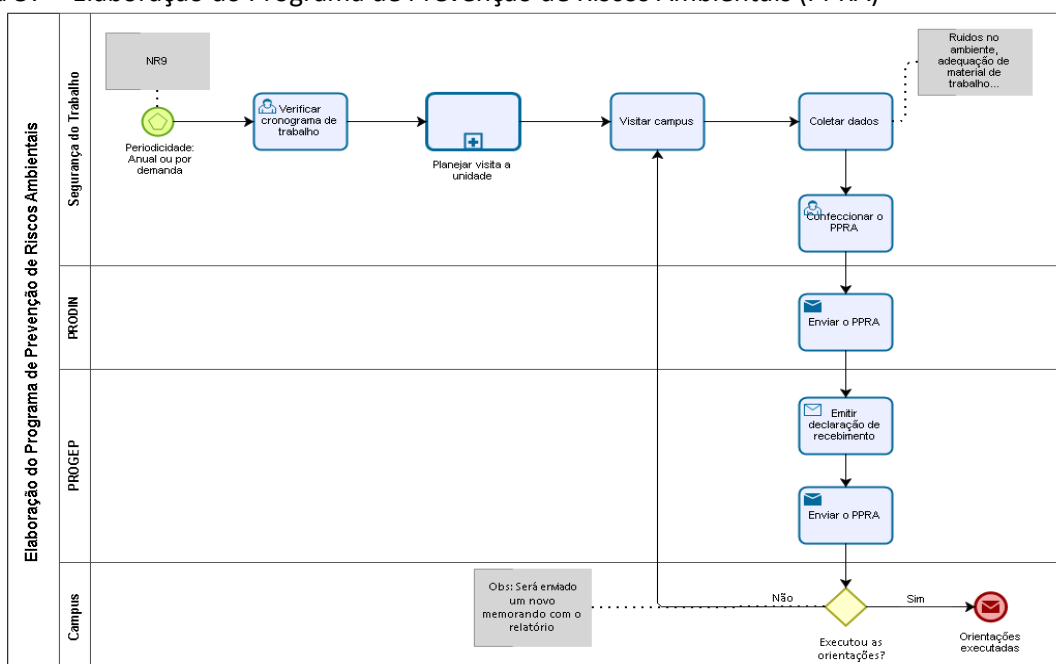 Elaboração do Programa de Prevenção de Riscos Ambientais (PPRA)
Elaboração do Programa de Prevenção de Riscos Ambientais
Segurança do Trabalho
NR9
Periodicidade:
Anual ou por
demanda
Verificar
cronograma de
trabalho
Planejar visita a
unidade
Visitar campus
Coletar dados
Ruidos no
ambiente,
adequação de
material de
trabalho...
Confeccionar o
PPRA
PRODIN
Enviar o PPRA
PROGEP
Emitir
declaração de
recebimento
Enviar o PPRA
Campus
Obs: Será enviado
um novo
memorando com o
relatório
Não
Sim
Executou as
orientações?
Orientações
executadas